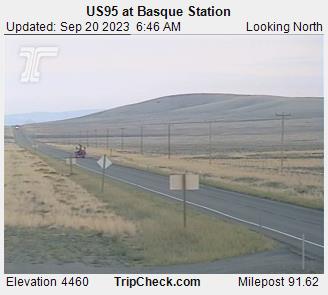 US95 at Basque Station
Updated: Sep 20 2023 6:46 AM Looking North
Elevation 4460 TripCheck.com Milepost 91.62